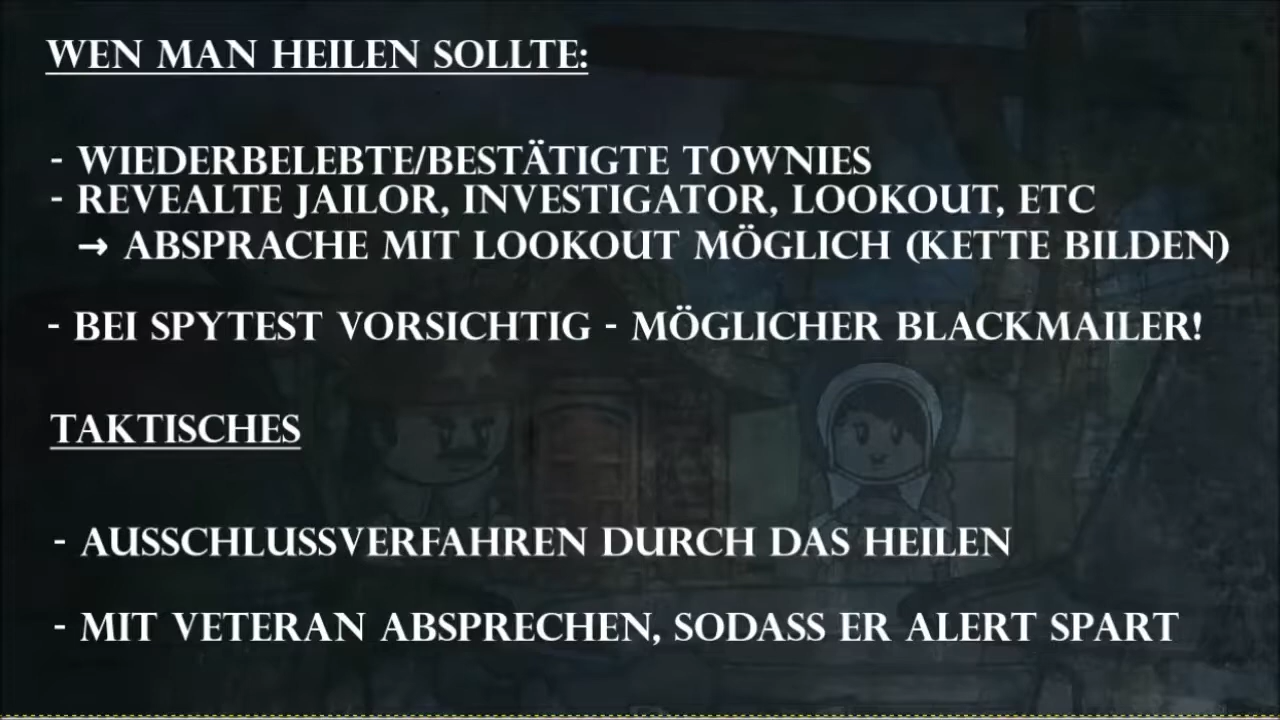 WEN MAN HEILEN SOLLTE:
- WIEDERBELEBTE/BESTÄTIGTE TOWNIES
- REVEALTE JAILOR, INVESTIGATOR, LOOKOUT, ETC
→ ABSPRACHE MIT LOOKOUT MÖGLICH (KETTE BILDEN)
- BEI SPYTEST VORSICHTIG - MÖGLICHER BLACKMAILER!
TAKTISCHES
- AUSSCHLUSSVERFAHREN DURCH DAS HEILEN
- MIT VETERAN ABSPRECHEN, SODASS ER ALERT SPART